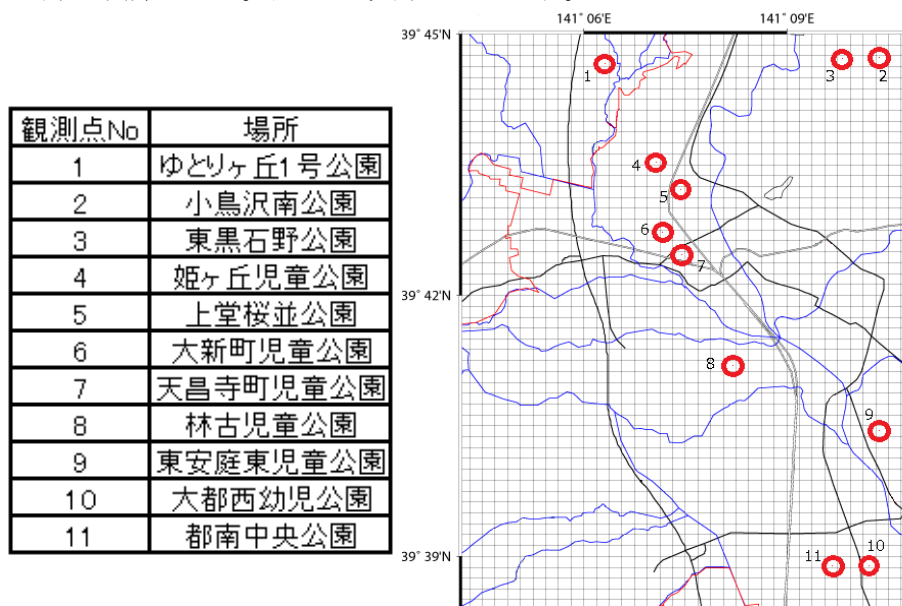 141° 06'E 141° 09'E
39° 45'N
39° 42'N
39° 39'N
観測点No 場所
1 ゆとりヶ丘1号公園
2 小鳥沢南公園
3 東黒石野公園
4 姫ヶ丘児童公園
5 上堂桜並公園
6 大新町児童公園
7 天昌寺町児童公園
8 林古児童公園
9 東安庭東児童公園
10 大都西幼児公園
11 都南中央公園
1
3 2
4
5
6
7
8
9
11 10